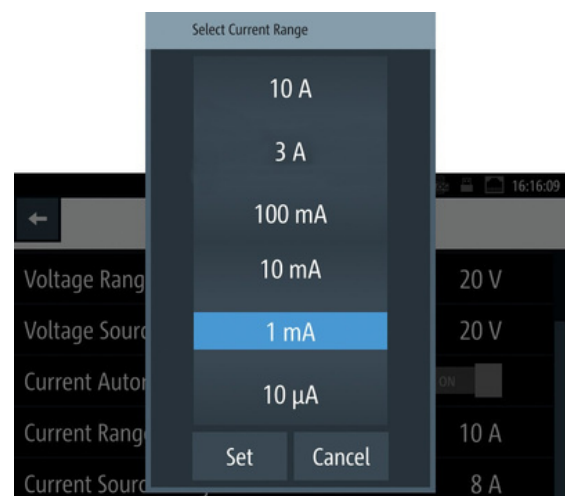 Select Current Range
10 A
3 A
100 mA
10 mA
1 mA
10 µA
Set Cancel
16:16:09
Voltage Rang 20 V
Voltage Sourc 20 V
Current Autor ON
Current Rang 10 A
Current Sourc 8 A